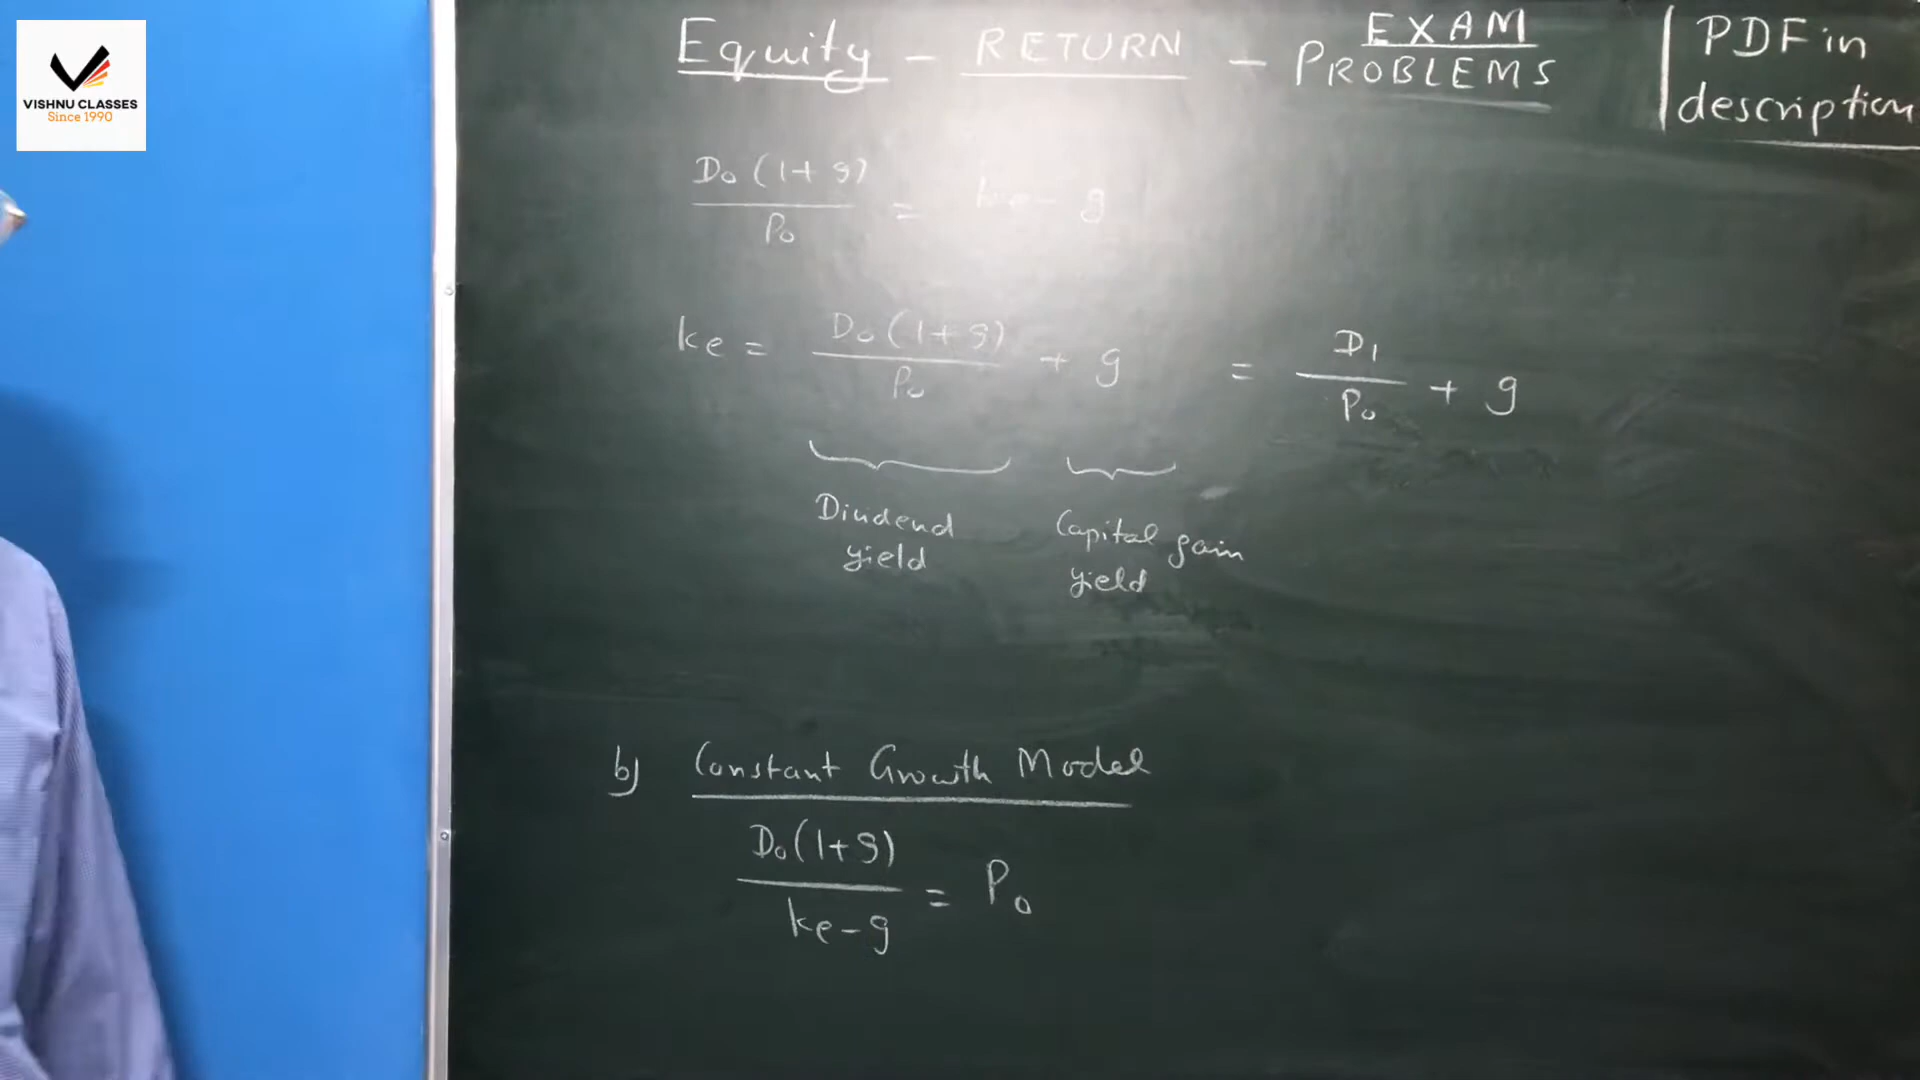 VISHNU CLASSES
Since 1990
Equity - RETURN - EXAM PROBLEMS
PDF in
description
D₀(1+g) / P₀ = ke - g
ke = D₀(1+g) / P₀ + g = D₁ / P₀ + g
Dividend yield
Capital gain yield
b) Constant Growth Model
D₀(1+g) / ke-g = P₀